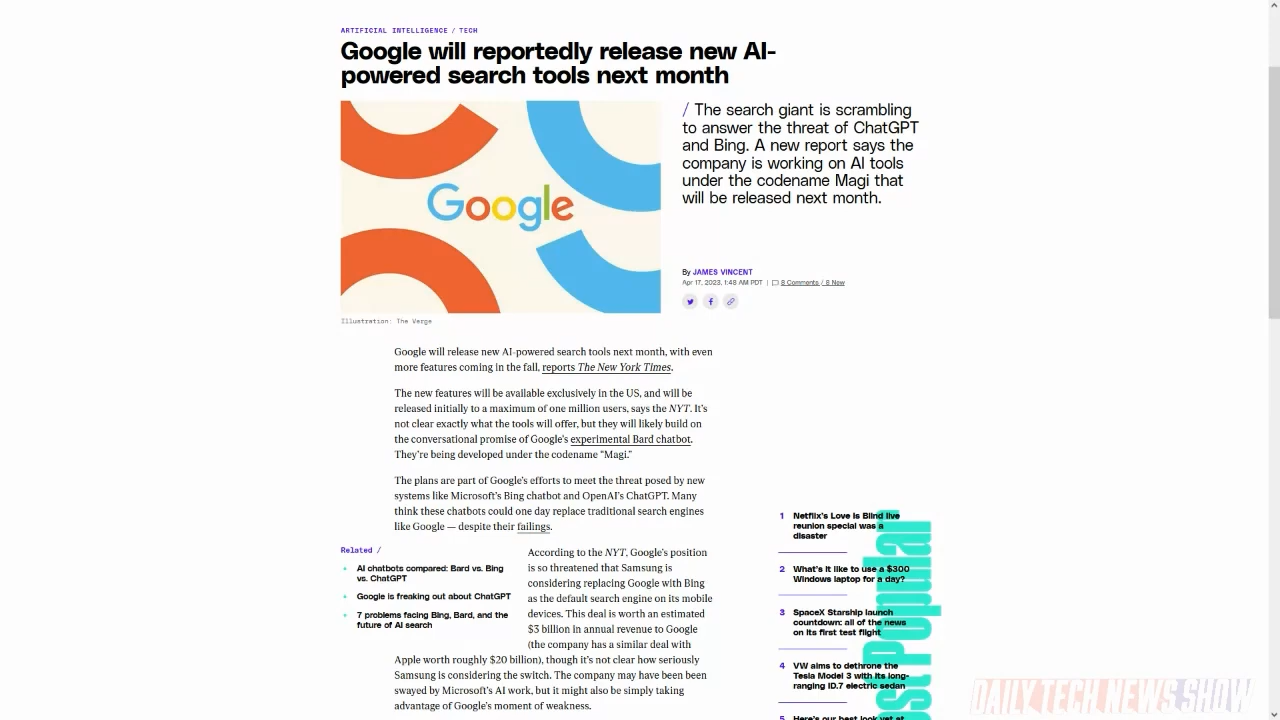 ARTIFICIAL INTELLIGENCE / TECH
Google will reportedly release new AI-
powered search tools next month
Google
/ The search giant is scrambling
to answer the threat of ChatGPT
and Bing. A new report says the
company is working on AI tools
under the codename Magi that
will be released next month.
By JAMES VINCENT
Apr 17, 2023, 1:48 AM PDT | 8 Comments / 8 New
Illustration: The Verge
Google will release new AI-powered search tools next month, with even
more features coming in the fall, reports The New York Times.
The new features will be available exclusively in the US, and will be
released initially to a maximum of one million users, says the NYT. It's
not clear exactly what the tools will offer, but they will likely build on
the conversational promise of Google's experimental Bard chatbot.
They're being developed under the codename "Magi."
The plans are part of Google's efforts to meet the threat posed by new
systems like Microsoft's Bing chatbot and OpenAI's ChatGPT. Many
think these chatbots could one day replace traditional search engines
like Google — despite their failings.
Related /
AI chatbots compared: Bard vs. Bing
vs. ChatGPT
Google is freaking out about ChatGPT
7 problems facing Bing, Bard, and the
future of AI search
According to the NYT, Google's position
is so threatened that Samsung is
considering replacing Google with Bing
as the default search engine on its mobile
devices. This deal is worth an estimated
$3 billion in annual revenue to Google
(the company has a similar deal with
Apple worth roughly $20 billion), though it's not clear how seriously
Samsung is considering the switch. The company may have been been
swayed by Microsoft's AI work, but it might also be simply taking
advantage of Google's moment of weakness.
1 Netflix's Love Is Blind live
reunion special was a
disaster
2 What's it like to use a $300
Windows laptop for a day?
3 SpaceX Starship launch
countdown: all of the news
on its first test flight
4 VW aims to dethrone the
Tesla Model 3 with its long-
ranging ID.7 electric sedan
5 Here's our best look yet at
st Popular
DAILY TECH NEWS SHOW